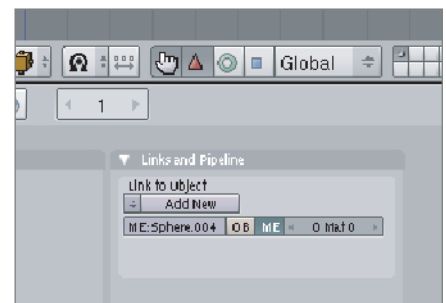 Global
1
Links and Pipeline
Link to Object
Add New
ME:Sphere.004 OB ME 0 Mat 0